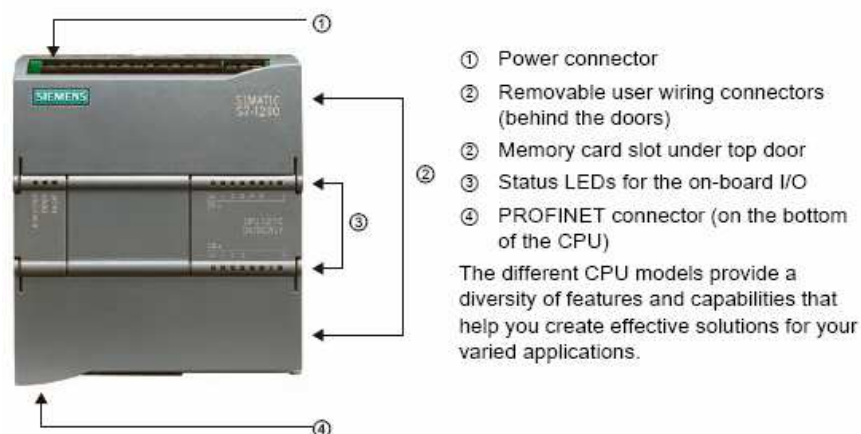 ①
SIEMENS
SIMATIC
S7-1200
②
③
④
① Power connector
② Removable user wiring connectors
(behind the doors)
② Memory card slot under top door
③ Status LEDs for the on-board I/O
④ PROFINET connector (on the bottom
of the CPU)
The different CPU models provide a
diversity of features and capabilities that
help you create effective solutions for your
varied applications.